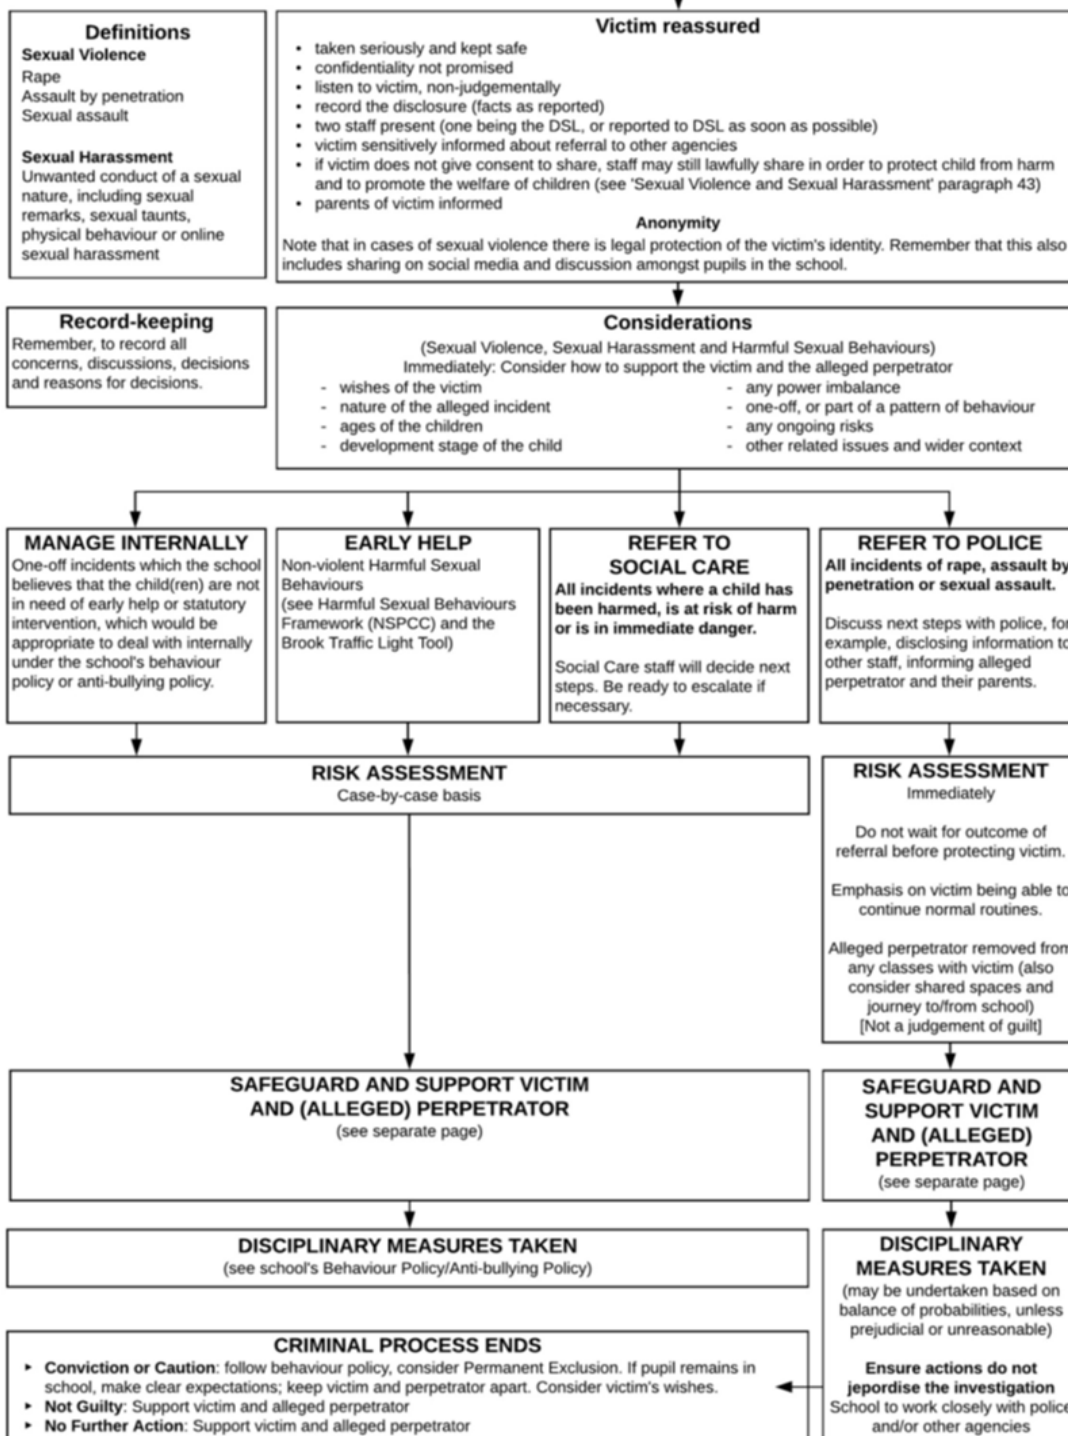 Definitions
Sexual Violence
Rape
Assault by penetration
Sexual assault
Sexual Harassment
Unwanted conduct of a sexual
nature, including sexual
remarks, sexual taunts,
physical behaviour or online
sexual harassment
Victim reassured
• taken seriously and kept safe
• confidentiality not promised
• listen to victim, non-judgementally
• record the disclosure (facts as reported)
• two staff present (one being the DSL, or reported to DSL as soon as possible)
• victim sensitively informed about referral to other agencies
• if victim does not give consent to share, staff may still lawfully share in order to protect child from harm
and to promote the welfare of children (see 'Sexual Violence and Sexual Harassment' paragraph 43)
• parents of victim informed
Anonymity
Note that in cases of sexual violence there is legal protection of the victim's identity. Remember that this also
includes sharing on social media and discussion amongst pupils in the school.
Record-keeping
Remember, to record all
concerns, discussions, decisions
and reasons for decisions.
Considerations
(Sexual Violence, Sexual Harassment and Harmful Sexual Behaviours)
Immediately: Consider how to support the victim and the alleged perpetrator
- wishes of the victim
- nature of the alleged incident
- ages of the children
- development stage of the child
- any power imbalance
- one-off, or part of a pattern of behaviour
- any ongoing risks
- other related issues and wider context
MANAGE INTERNALLY
One-off incidents which the school
believes that the child(ren) are not
in need of early help or statutory
intervention, which would be
appropriate to deal with internally
under the school's behaviour
policy or anti-bullying policy.
EARLY HELP
Non-violent Harmful Sexual
Behaviours
(see Harmful Sexual Behaviours
Framework (NSPCC) and the
Brook Traffic Light Tool)
REFER TO
SOCIAL CARE
All incidents where a child has
been harmed, is at risk of harm
or is in immediate danger.
Social Care staff will decide next
steps. Be ready to escalate if
necessary.
REFER TO POLICE
All incidents of rape, assault by
penetration or sexual assault.
Discuss next steps with police, for
example, disclosing information to
other staff, informing alleged
perpetrator and their parents.
RISK ASSESSMENT
Case-by-case basis
RISK ASSESSMENT
Immediately
Do not wait for outcome of
referral before protecting victim.
Emphasis on victim being able to
continue normal routines.
Alleged perpetrator removed from
any classes with victim (also
consider shared spaces and
journey to/from school)
[Not a judgement of guilt]
SAFEGUARD AND SUPPORT VICTIM
AND (ALLEGED) PERPETRATOR
(see separate page)
SAFEGUARD AND
SUPPORT VICTIM
AND (ALLEGED)
PERPETRATOR
(see separate page)
DISCIPLINARY MEASURES TAKEN
(see school's Behaviour Policy/Anti-bullying Policy)
DISCIPLINARY
MEASURES TAKEN
(may be undertaken based on
balance of probabilities, unless
prejudicial or unreasonable)
Ensure actions do not
jepordise the investigation
School to work closely with police
and/or other agencies
CRIMINAL PROCESS ENDS
‣ Conviction or Caution: follow behaviour policy, consider Permanent Exclusion. If pupil remains in
school, make clear expectations; keep victim and perpetrator apart. Consider victim's wishes.
‣ Not Guilty: Support victim and alleged perpetrator
‣ No Further Action: Support victim and alleged perpetrator